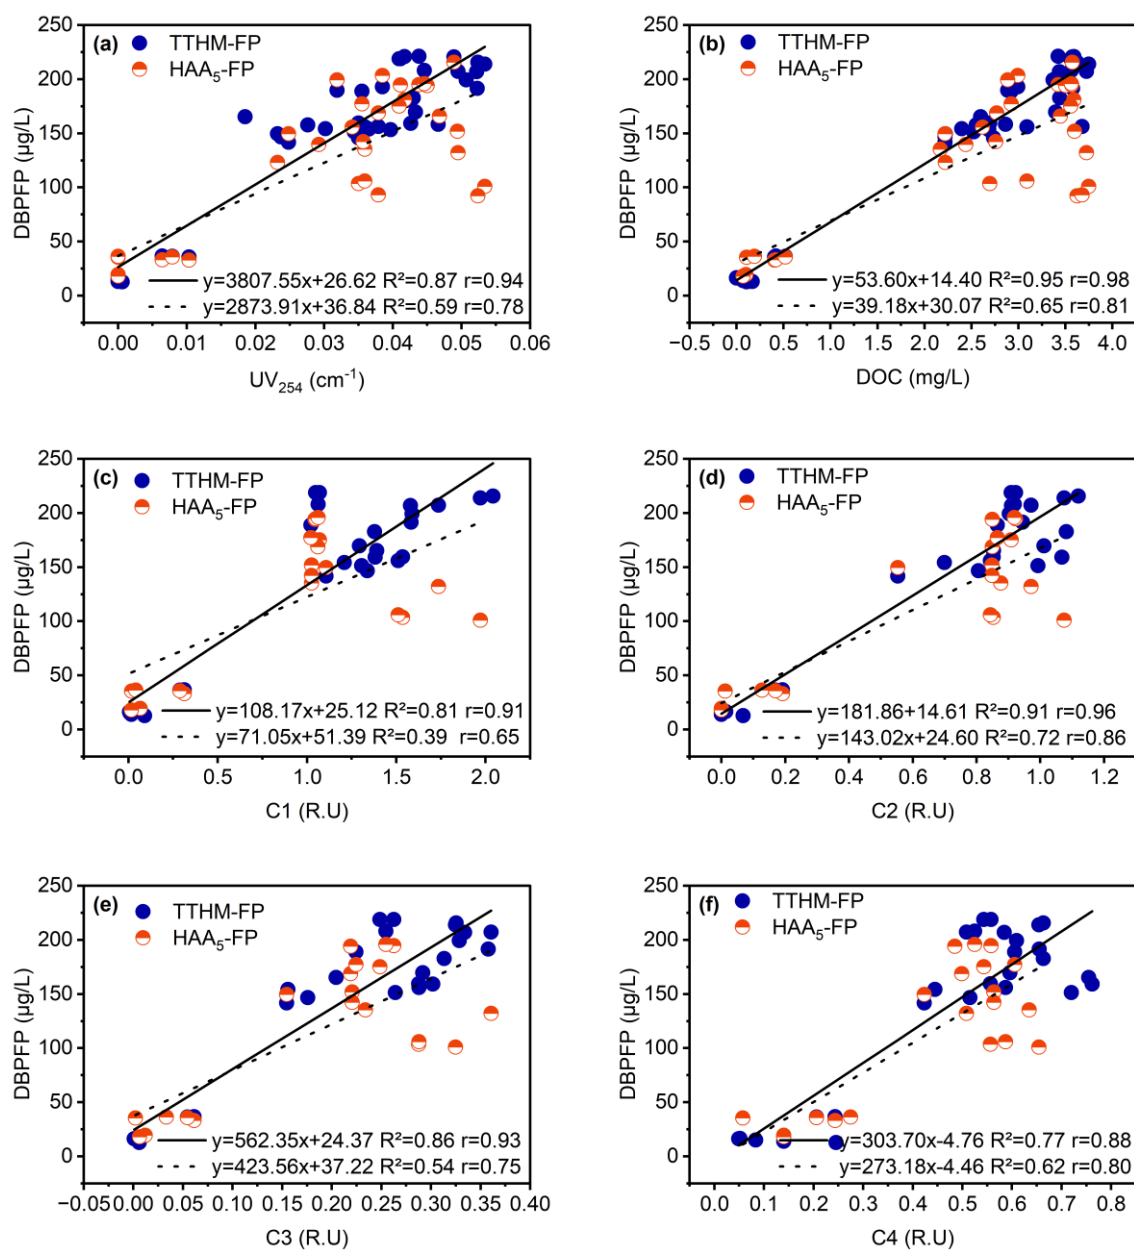 (a) TTHM-FP
HAA5-FP
DBPFP (µg/L)
250
200
150
100
50
0
y=3807.55x+26.62 R²=0.87 r=0.94
y=2873.91x+36.84 R²=0.59 r=0.78
0.00 0.01 0.02 0.03 0.04 0.05 0.06
UV254 (cm-1)
(b) TTHM-FP
HAA5-FP
DBPFP (µg/L)
250
200
150
100
50
0
y=53.60x+14.40 R²=0.95 r=0.98
y=39.18x+30.07 R²=0.65 r=0.81
−0.5 0.0 0.5 1.0 1.5 2.0 2.5 3.0 3.5 4.0
DOC (mg/L)
(c) TTHM-FP
HAA5-FP
DBPFP (µg/L)
250
200
150
100
50
0
y=108.17x+25.12 R²=0.81 r=0.91
y=71.05x+51.39 R²=0.39 r=0.65
0.0 0.5 1.0 1.5 2.0
C1 (R.U)
(d) TTHM-FP
HAA5-FP
DBPFP (µg/L)
250
200
150
100
50
0
y=181.86+14.61 R²=0.91 r=0.96
y=143.02x+24.60 R²=0.72 r=0.86
0.0 0.2 0.4 0.6 0.8 1.0 1.2
C2 (R.U)
(e) TTHM-FP
HAA5-FP
DBPFP (µg/L)
250
200
150
100
50
0
y=562.35x+24.37 R²=0.86 r=0.93
y=423.56x+37.22 R²=0.54 r=0.75
−0.05 0.00 0.05 0.10 0.15 0.20 0.25 0.30 0.35 0.40
C3 (R.U)
(f) TTHM-FP
HAA5-FP
DBPFP (µg/L)
250
200
150
100
50
0
y=303.70x-4.76 R²=0.77 r=0.88
y=273.18x-4.46 R²=0.62 r=0.80
0.0 0.1 0.2 0.3 0.4 0.5 0.6 0.7 0.8
C4 (R.U)